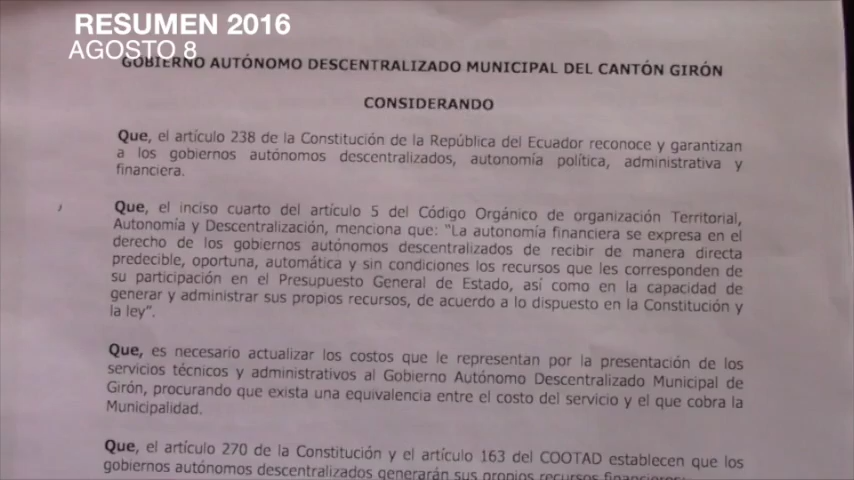 RESUMEN 2016
AGOSTO 8
GOBIERNO AUTÓNOMO DESCENTRALIZADO MUNICIPAL DEL CANTÓN GIRÓN
CONSIDERANDO
Que, el artículo 238 de la Constitución de la República del Ecuador reconoce y garantizan
a los gobiernos autónomos descentralizados, autonomía política, administrativa y
financiera.
Que, el inciso cuarto del artículo 5 del Código Orgánico de organización Territorial,
Autonomía y Descentralización, menciona que: “La autonomía financiera se expresa en el
derecho de los gobiernos autónomos descentralizados de recibir de manera directa
predecible, oportuna, automática y sin condiciones los recursos que les corresponden de
su participación en el Presupuesto General de Estado, así como en la capacidad de
generar y administrar sus propios recursos, de acuerdo a lo dispuesto en la Constitución y
la ley”.
Que, es necesario actualizar los costos que le representan por la presentación de los
servicios técnicos y administrativos al Gobierno Autónomo Descentralizado Municipal de
Girón, procurando que exista una equivalencia entre el costo del servicio y el que cobra la
Municipalidad.
Que, el artículo 270 de la Constitución y el artículo 163 del COOTAD establecen que los
gobiernos autónomos descentralizados generarán sus propios recursos financieros;